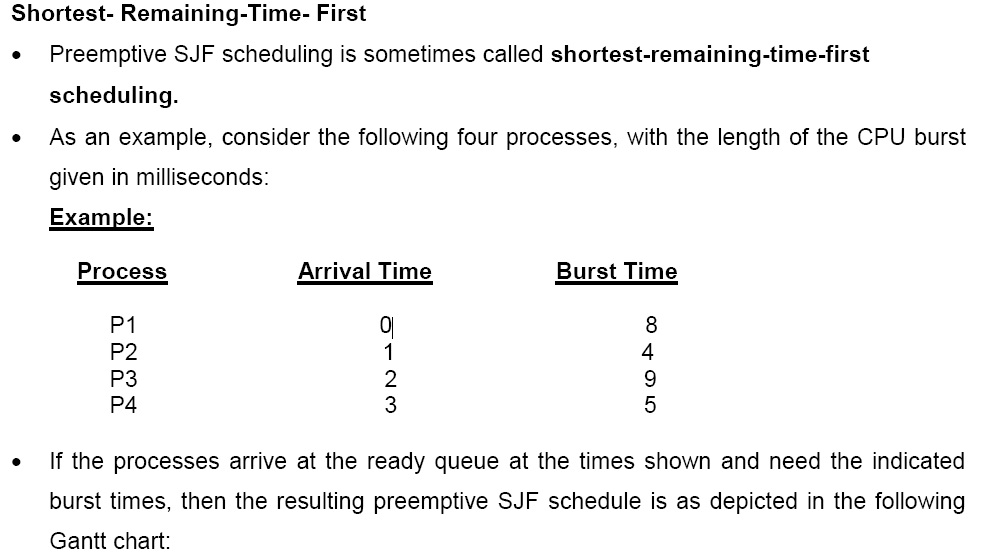 Shortest- Remaining-Time- First
• Preemptive SJF scheduling is sometimes called shortest-remaining-time-first
scheduling.
• As an example, consider the following four processes, with the length of the CPU burst
given in milliseconds:
Example:
Process Arrival Time Burst Time
P1 0 8
P2 1 4
P3 2 9
P4 3 5
• If the processes arrive at the ready queue at the times shown and need the indicated
burst times, then the resulting preemptive SJF schedule is as depicted in the following
Gantt chart: